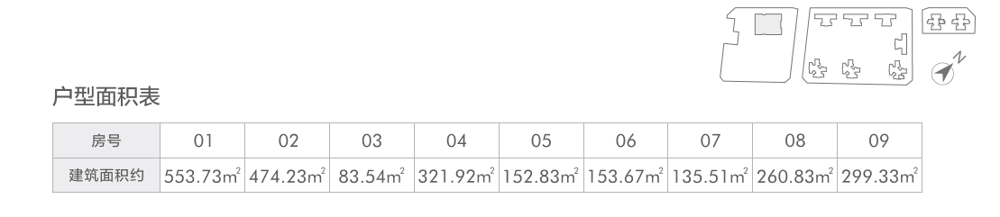 N
户型面积表
房号 01 02 03 04 05 06 07 08 09
建筑面积约 553.73m² 474.23m² 83.54m² 321.92m² 152.83m² 153.67m² 135.51m² 260.83m² 299.33m²